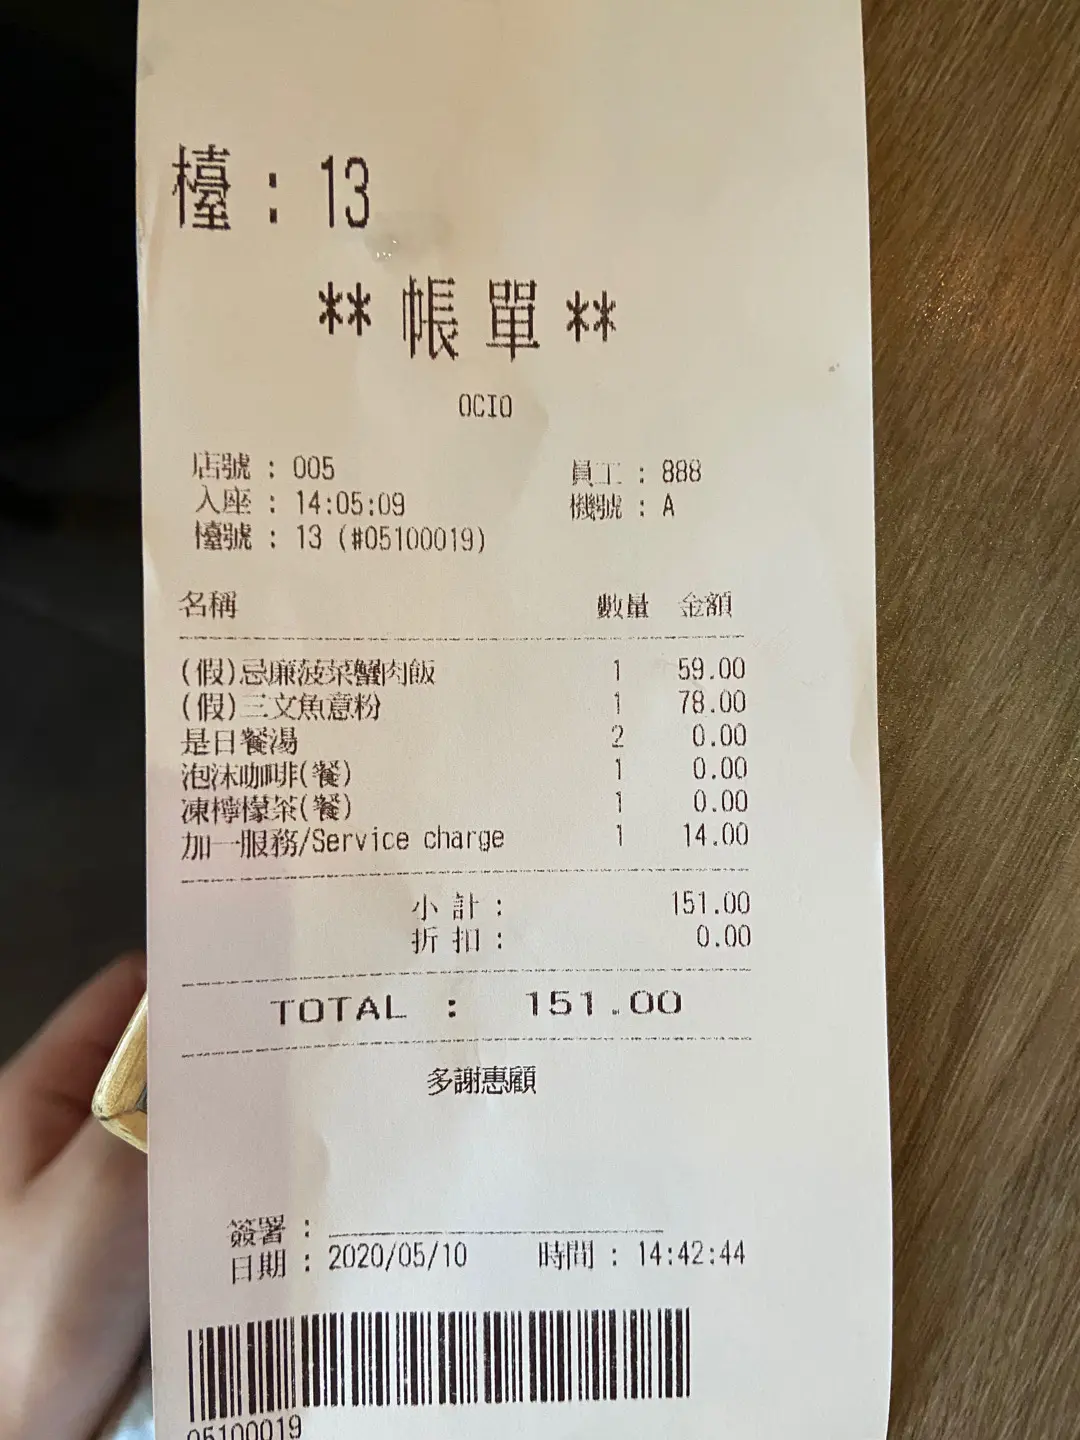 檯 : 13
** 帳 單 **
OCIO
店號 : 005 員工 : 888
入座 : 14:05:09 機號 : A
檯號 : 13 (#05100019)
名稱 數量 金額
(假)忌廉菠菜蟹肉飯 1 59.00
(假)三文魚意粉 1 78.00
是日餐湯 2 0.00
泡沫咖啡(餐) 1 0.00
凍檸檬茶(餐) 1 0.00
加一服務/Service charge 1 14.00
小 計 : 151.00
折 扣 : 0.00
TOTAL : 151.00
多謝惠顧
簽署 :
日期 : 2020/05/10 時間 : 14:42:44
05100019